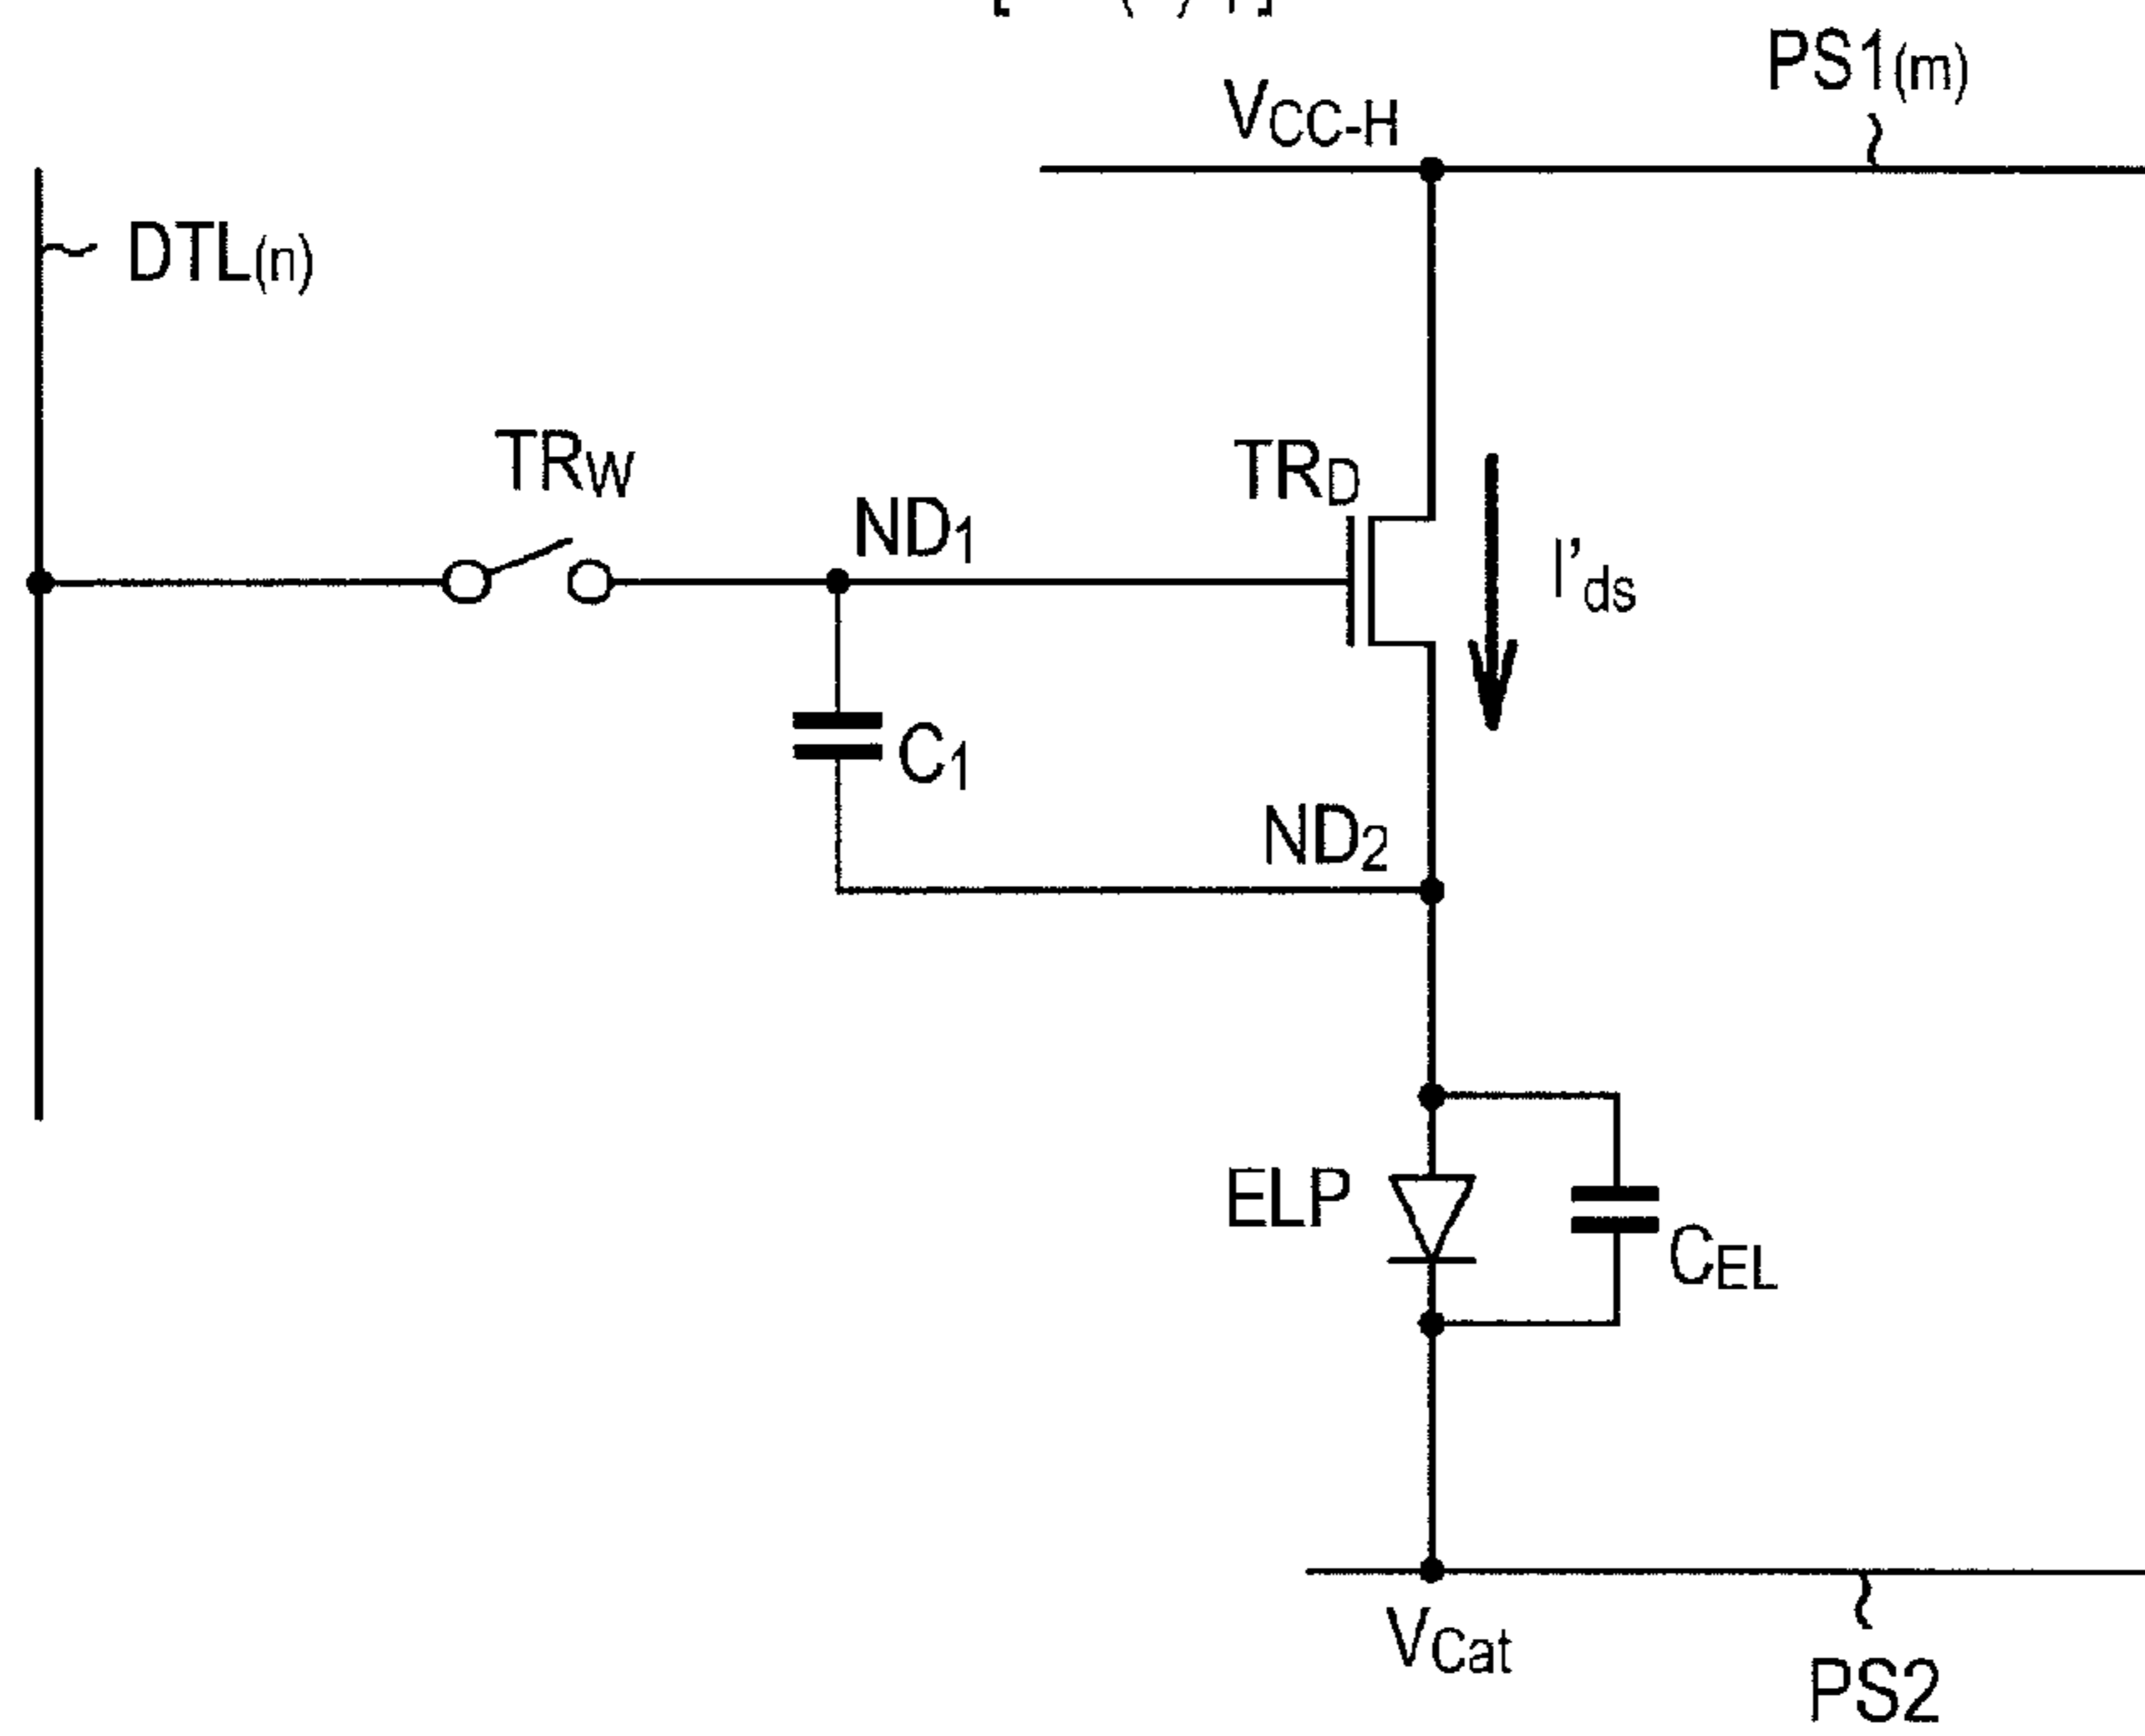 PS1(m)
VCC-H
DTL(n)
TRW
ND1
TRD
I'ds
C1
ND2
ELP
CEL
VCat
PS2